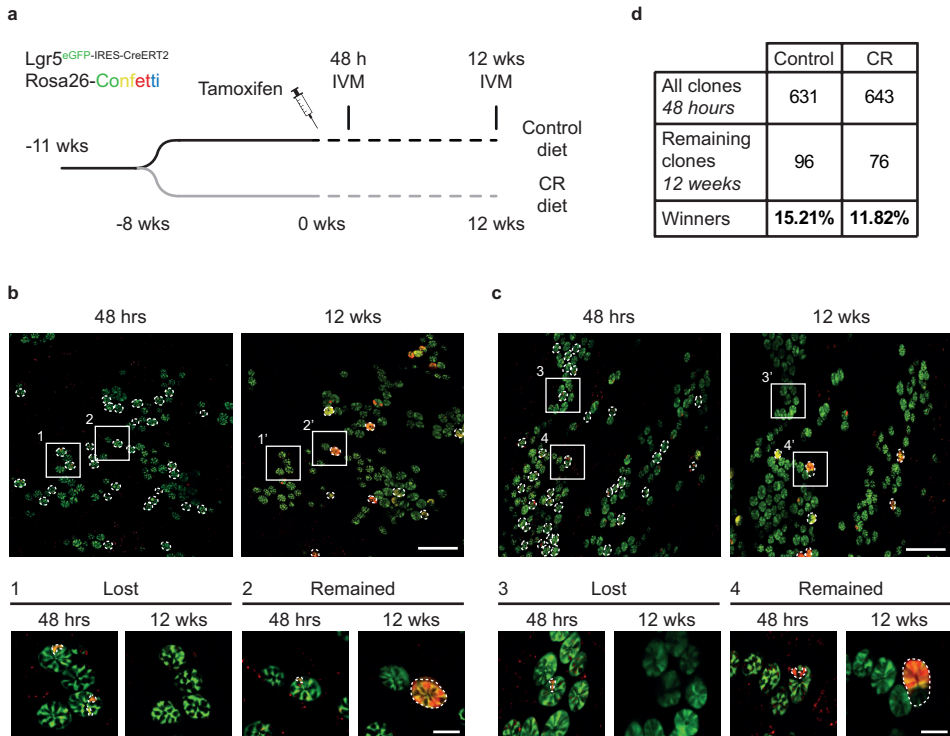 a
Lgr5eGFP-IRES-CreERT2
Rosa26-Confetti
Tamoxifen
48 h
IVM
12 wks
IVM
-11 wks
Control
diet
CR
diet
-8 wks
0 wks
12 wks
d
Control
CR
All clones
48 hours
631
643
Remaining
clones
12 weeks
96
76
Winners
15.21%
11.82%
b
48 hrs
12 wks
1
2
1'
2'
c
48 hrs
12 wks
3
4
3'
4'
1
Lost
2
Remained
48 hrs
12 wks
48 hrs
12 wks
3
Lost
4
Remained
48 hrs
12 wks
48 hrs
12 wks